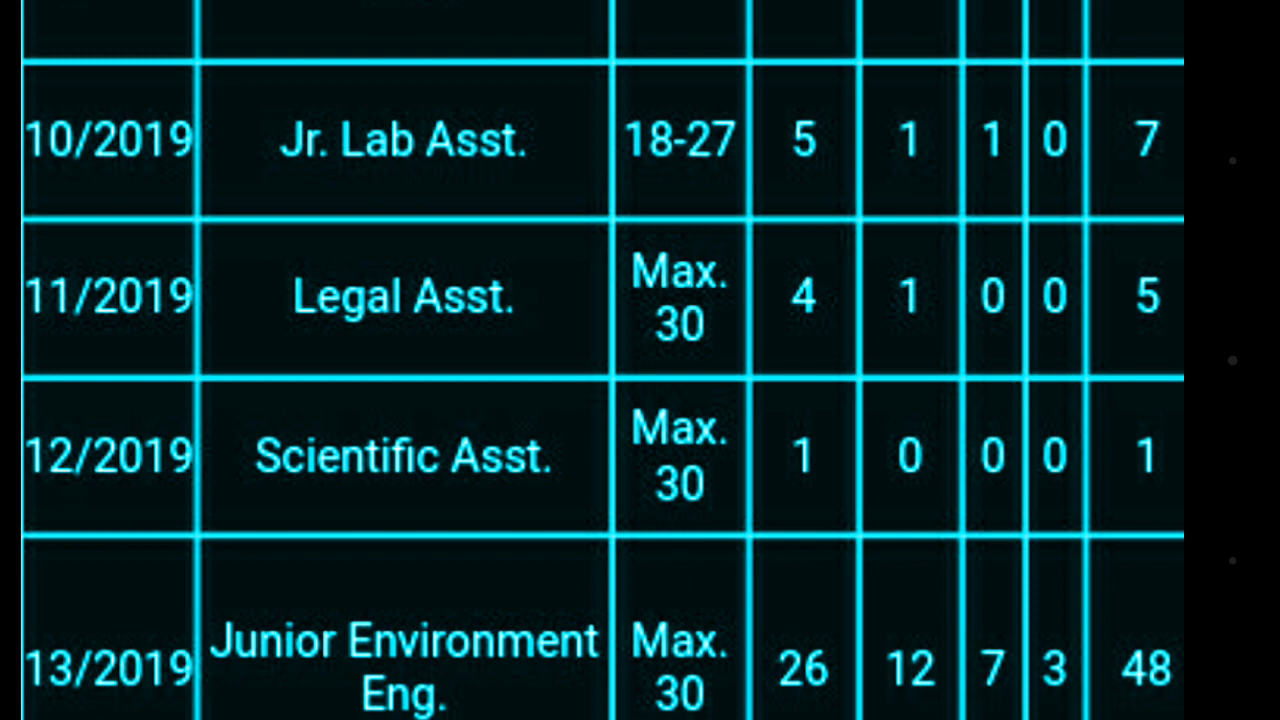 10/2019 Jr. Lab Asst. 18-27 5 1 1 0 7
11/2019 Legal Asst. Max. 30 4 1 0 0 5
12/2019 Scientific Asst. Max. 30 1 0 0 0 1
13/2019 Junior Environment Eng. Max. 30 26 12 7 3 48